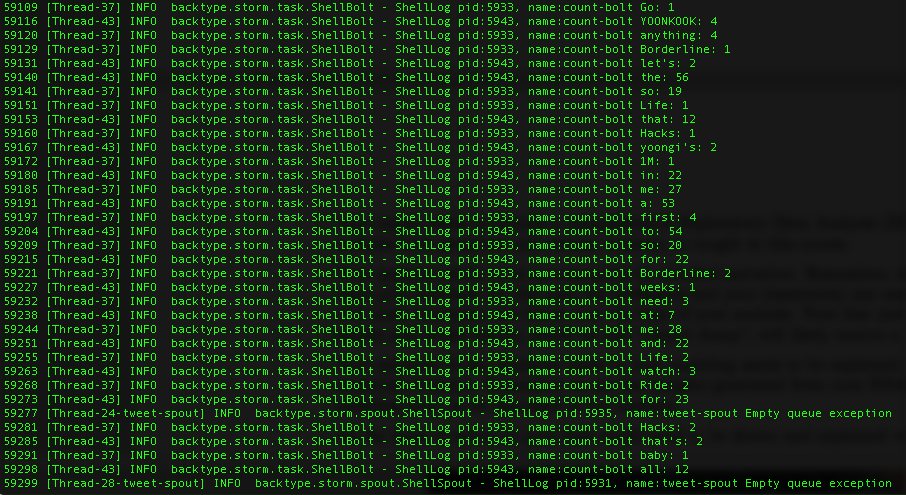 59109 [Thread-37] INFO  backtype.storm.task.ShellBolt - ShellLog pid:5933, name:count-bolt Go: 1
59116 [Thread-43] INFO  backtype.storm.task.ShellBolt - ShellLog pid:5943, name:count-bolt YOONKOOK: 4
59120 [Thread-37] INFO  backtype.storm.task.ShellBolt - ShellLog pid:5933, name:count-bolt anything: 4
59129 [Thread-37] INFO  backtype.storm.task.ShellBolt - ShellLog pid:5933, name:count-bolt Borderline: 1
59131 [Thread-43] INFO  backtype.storm.task.ShellBolt - ShellLog pid:5943, name:count-bolt let's: 2
59140 [Thread-43] INFO  backtype.storm.task.ShellBolt - ShellLog pid:5943, name:count-bolt the: 56
59141 [Thread-37] INFO  backtype.storm.task.ShellBolt - ShellLog pid:5933, name:count-bolt so: 19
59151 [Thread-37] INFO  backtype.storm.task.ShellBolt - ShellLog pid:5933, name:count-bolt Life: 1
59153 [Thread-43] INFO  backtype.storm.task.ShellBolt - ShellLog pid:5943, name:count-bolt that: 12
59160 [Thread-37] INFO  backtype.storm.task.ShellBolt - ShellLog pid:5933, name:count-bolt Hacks: 1
59167 [Thread-43] INFO  backtype.storm.task.ShellBolt - ShellLog pid:5943, name:count-bolt yoongi's: 2
59172 [Thread-37] INFO  backtype.storm.task.ShellBolt - ShellLog pid:5933, name:count-bolt 1M: 1
59180 [Thread-43] INFO  backtype.storm.task.ShellBolt - ShellLog pid:5943, name:count-bolt in: 22
59185 [Thread-37] INFO  backtype.storm.task.ShellBolt - ShellLog pid:5933, name:count-bolt me: 27
59191 [Thread-43] INFO  backtype.storm.task.ShellBolt - ShellLog pid:5943, name:count-bolt a: 53
59197 [Thread-37] INFO  backtype.storm.task.ShellBolt - ShellLog pid:5933, name:count-bolt first: 4
59204 [Thread-43] INFO  backtype.storm.task.ShellBolt - ShellLog pid:5943, name:count-bolt to: 54
59209 [Thread-37] INFO  backtype.storm.task.ShellBolt - ShellLog pid:5933, name:count-bolt so: 20
59215 [Thread-43] INFO  backtype.storm.task.ShellBolt - ShellLog pid:5943, name:count-bolt for: 22
59221 [Thread-37] INFO  backtype.storm.task.ShellBolt - ShellLog pid:5933, name:count-bolt Borderline: 2
59227 [Thread-43] INFO  backtype.storm.task.ShellBolt - ShellLog pid:5943, name:count-bolt weeks: 1
59232 [Thread-37] INFO  backtype.storm.task.ShellBolt - ShellLog pid:5933, name:count-bolt need: 3
59238 [Thread-43] INFO  backtype.storm.task.ShellBolt - ShellLog pid:5943, name:count-bolt at: 7
59244 [Thread-37] INFO  backtype.storm.task.ShellBolt - ShellLog pid:5933, name:count-bolt me: 28
59251 [Thread-43] INFO  backtype.storm.task.ShellBolt - ShellLog pid:5943, name:count-bolt and: 22
59255 [Thread-37] INFO  backtype.storm.task.ShellBolt - ShellLog pid:5933, name:count-bolt Life: 2
59263 [Thread-43] INFO  backtype.storm.task.ShellBolt - ShellLog pid:5943, name:count-bolt watch: 3
59268 [Thread-37] INFO  backtype.storm.task.ShellBolt - ShellLog pid:5933, name:count-bolt Ride: 2
59273 [Thread-43] INFO  backtype.storm.task.ShellBolt - ShellLog pid:5943, name:count-bolt for: 23
59277 [Thread-24-tweet-spout] INFO  backtype.storm.spout.ShellSpout - ShellLog pid:5935, name:tweet-spout Empty queue exception
59281 [Thread-37] INFO  backtype.storm.task.ShellBolt - ShellLog pid:5933, name:count-bolt Hacks: 2
59285 [Thread-43] INFO  backtype.storm.task.ShellBolt - ShellLog pid:5943, name:count-bolt that's: 2
59291 [Thread-37] INFO  backtype.storm.task.ShellBolt - ShellLog pid:5933, name:count-bolt baby: 1
59298 [Thread-43] INFO  backtype.storm.task.ShellBolt - ShellLog pid:5943, name:count-bolt all: 12
59299 [Thread-28-tweet-spout] INFO  backtype.storm.spout.ShellSpout - ShellLog pid:5931, name:tweet-spout Empty queue exception